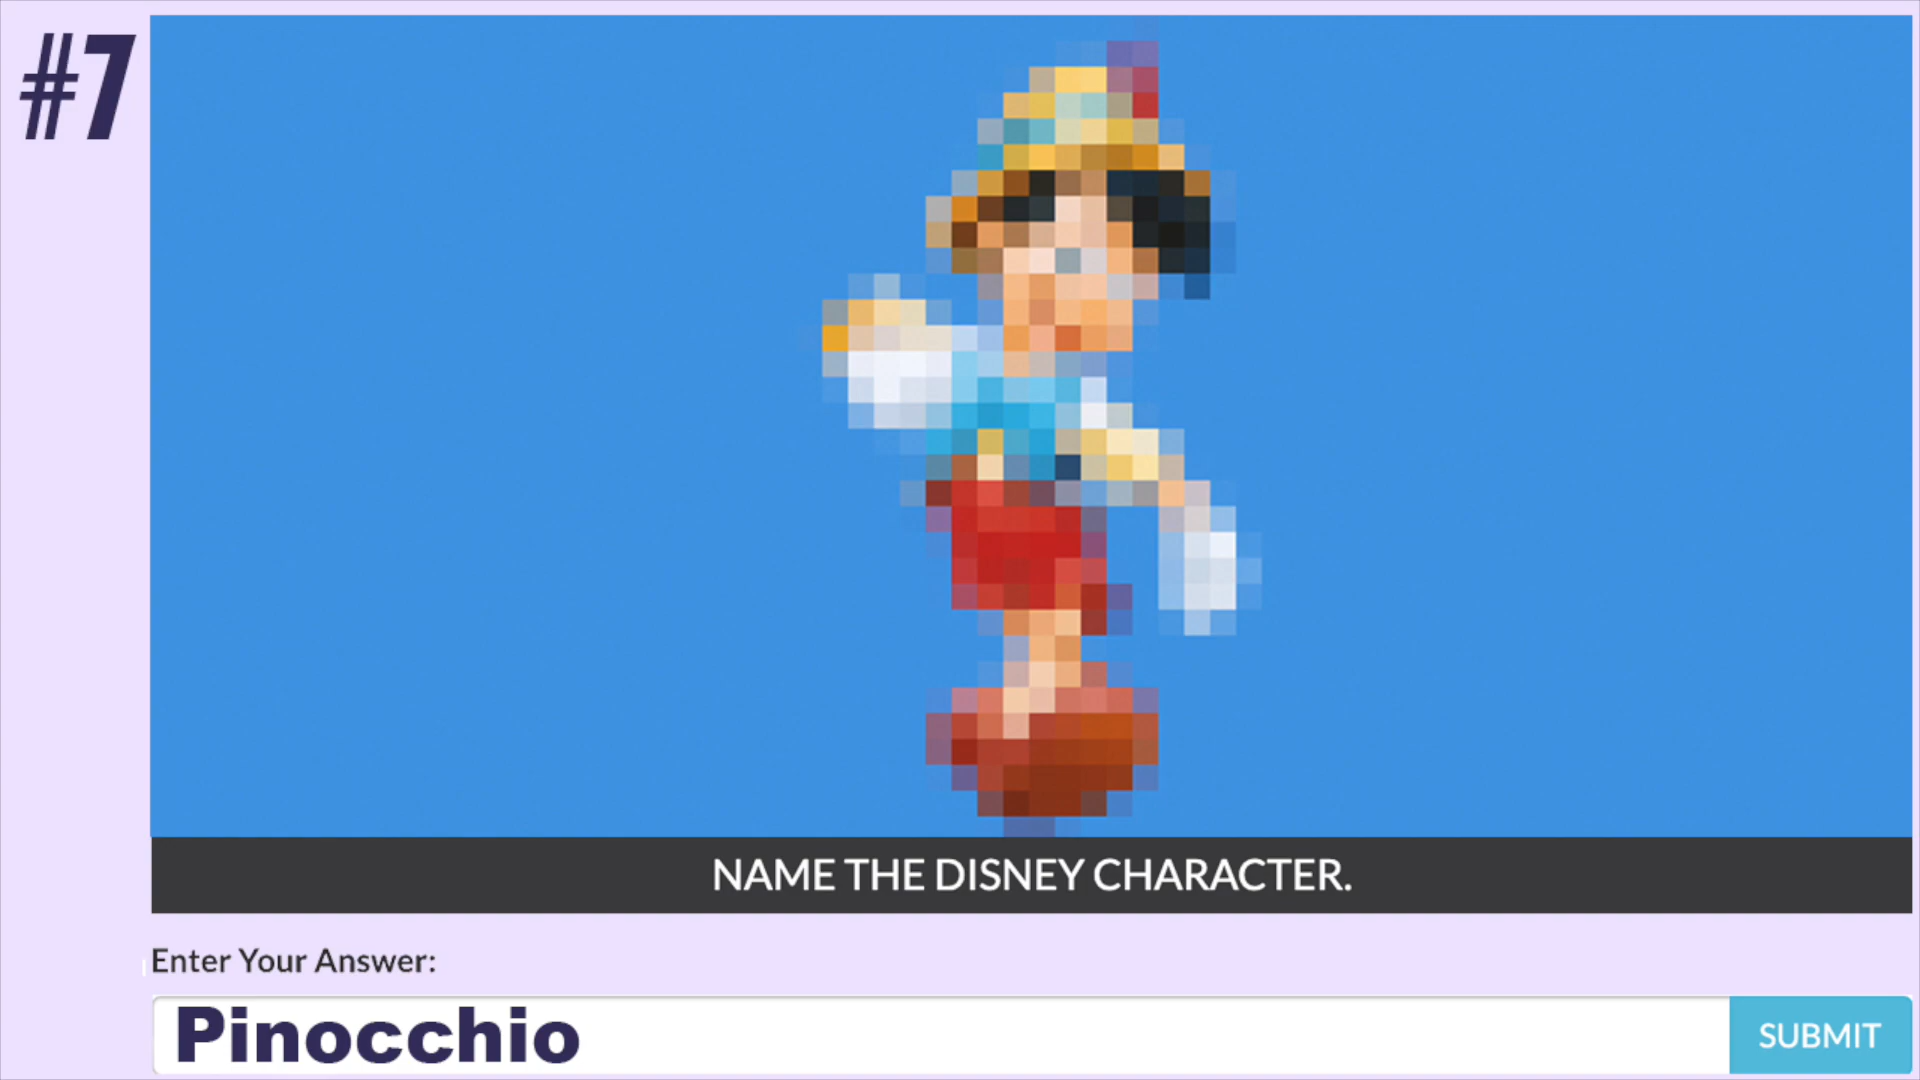 #7
NAME THE DISNEY CHARACTER.
Enter Your Answer:
Pinocchio
SUBMIT